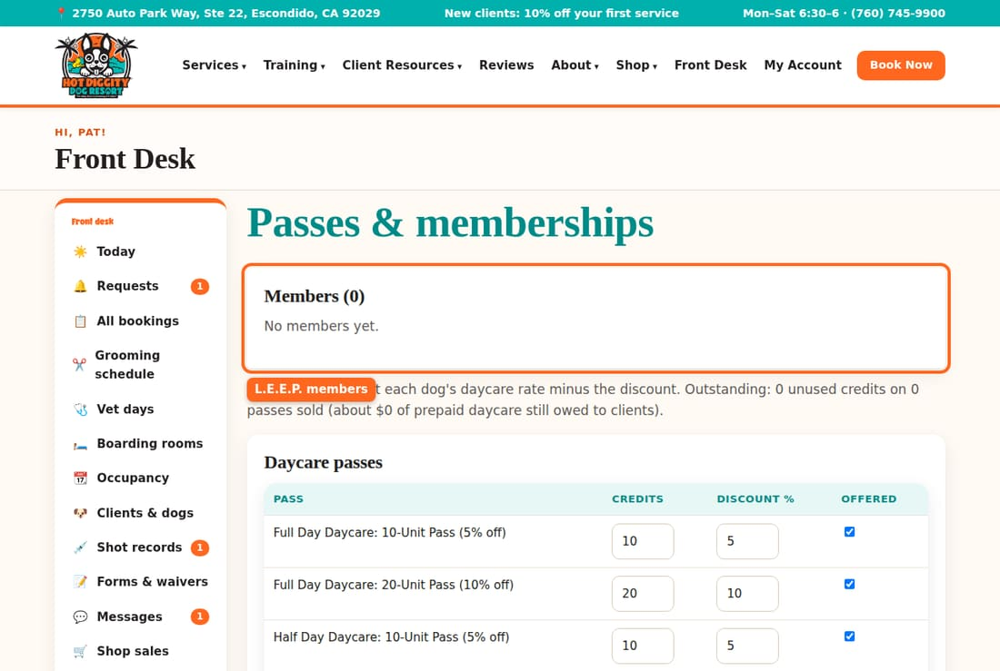 📍 2750 Auto Park Way, Ste 22, Escondido, CA 92029
New clients: 10% off your first service
Mon–Sat 6:30–6 · (760) 745-9900
HOT DIGGITY
DOG RESORT
Services ▾
Training ▾
Client Resources ▾
Reviews
About ▾
Shop ▾
Front Desk
My Account
Book Now
HI, PAT!
Front Desk
Front desk
Today
Requests 1
All bookings
Grooming
schedule
Vet days
Boarding rooms
Occupancy
Clients & dogs
Shot records 1
Forms & waivers
Messages 1
Shop sales
Passes & memberships
Members (0)
No members yet.
L.E.E.P. members
t each dog's daycare rate minus the discount. Outstanding: 0 unused credits on 0
passes sold (about $0 of prepaid daycare still owed to clients).
Daycare passes
PASS CREDITS DISCOUNT % OFFERED
Full Day Daycare: 10-Unit Pass (5% off) 10 5
Full Day Daycare: 20-Unit Pass (10% off) 20 10
Half Day Daycare: 10-Unit Pass (5% off) 10 5